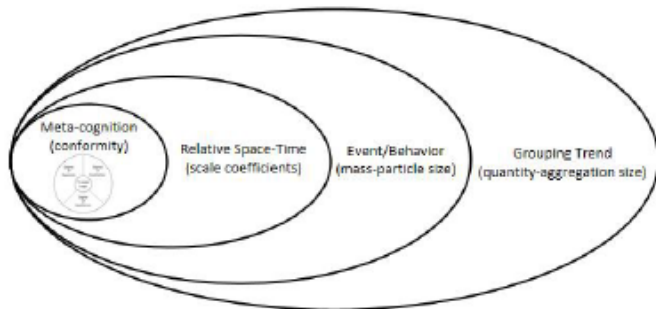 Meta-cognition
(conformity)
Relative Space-Time
(scale coefficients)
Event/Behavior
(mass-particle size)
Grouping Trend
(quantity-aggregation size)